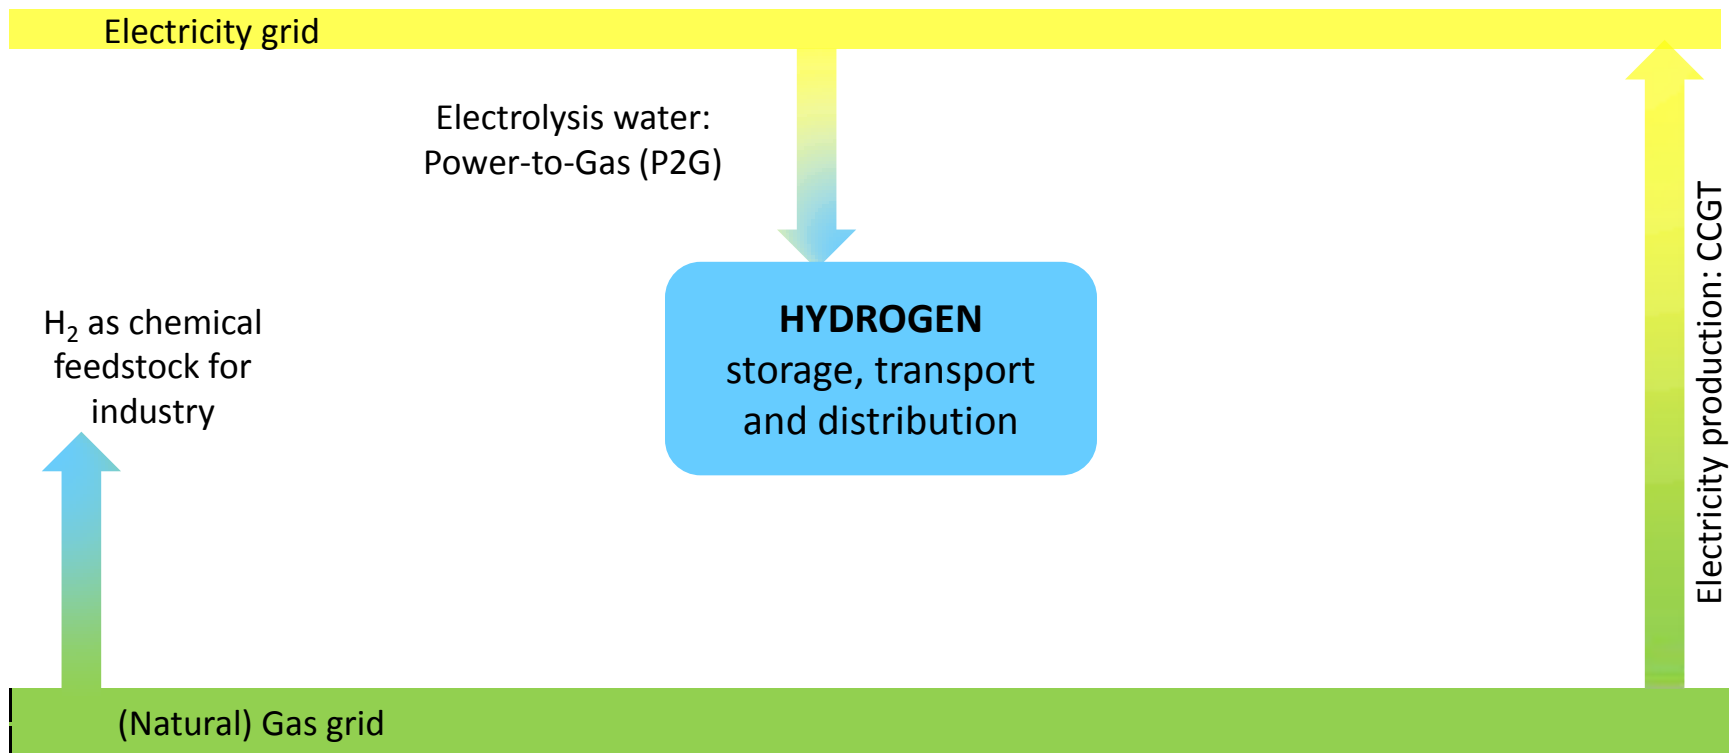 Electricity grid
Electrolysis water:
Power-to-Gas (P2G)
H₂ as chemical
feedstock for
industry
HYDROGEN
storage, transport
and distribution
Electricity production: CCGT
(Natural) Gas grid